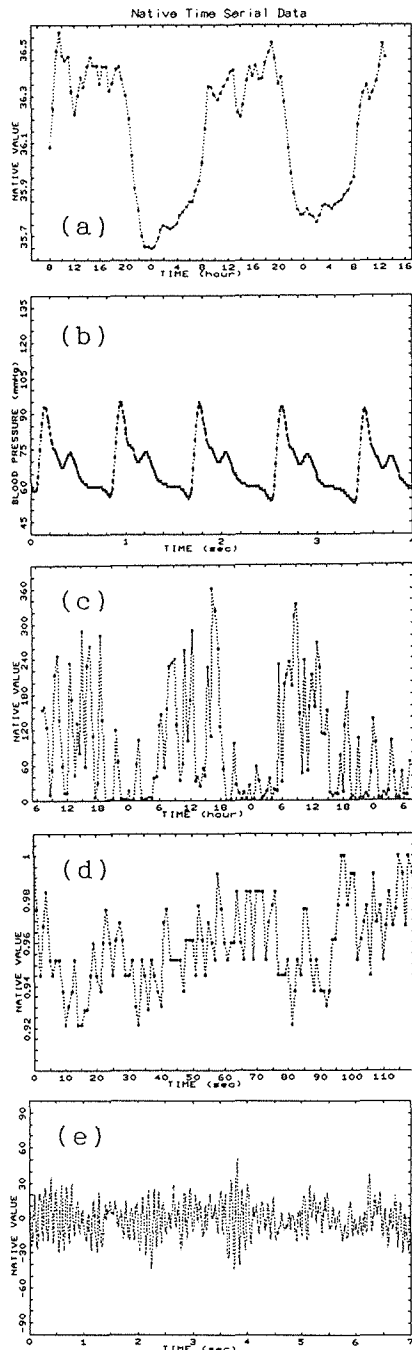 Native Time Serial Data
NATIVE VALUE
36.5
36.3
36.1
35.9
35.7
(a)
8 12 16 20 0 4 8 12 16 20 0 4 8 12 16
TIME (hour)
BLOOD PRESSURE (mmHg)
135
120
105
90
75
60
45
(b)
0 1 2 3 4
TIME (sec)
NATIVE VALUE
360
300
240
180
120
60
0
(c)
6 12 18 0 6 12 18 0 6 12 18 0 6
TIME (hour)
NATIVE VALUE
1
0.98
0.96
0.94
0.92
(d)
0 10 20 30 40 50 60 70 80 90 100 110
TIME (sec)
NATIVE VALUE
90
60
30
0
-30
-60
-90
(e)
0 1 2 3 4 5 6 7
TIME (sec)